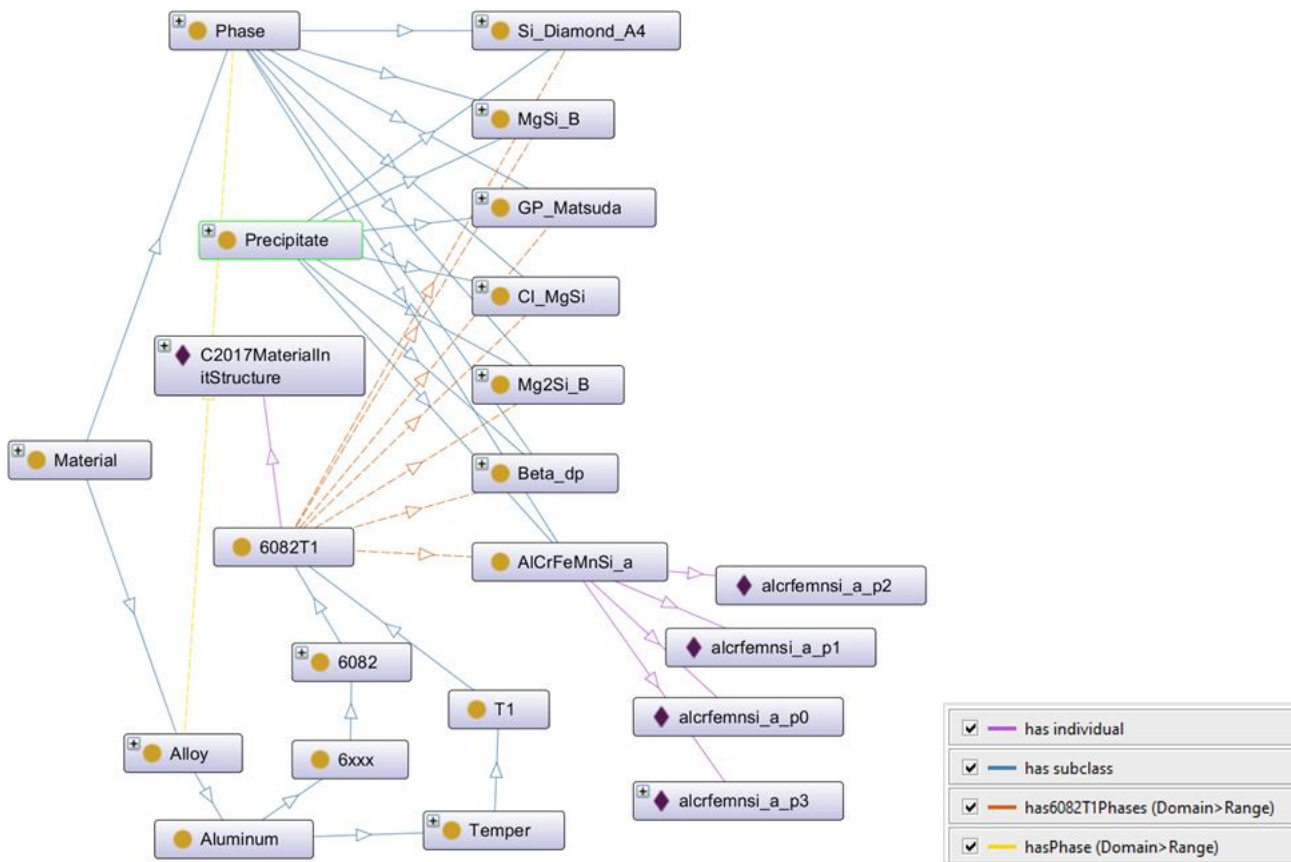 Phase
Si_Diamond_A4
MgSi_B
GP_Matsuda
Precipitate
CI_MgSi
C2017MaterialIn
itStructure
Mg2Si_B
Material
Beta_dp
6082T1
AlCrFeMnSi_a
alcrfemnsi_a_p2
alcrfemnsi_a_p1
6082
T1
alcrfemnsi_a_p0
Alloy
6xxx
alcrfemnsi_a_p3
Aluminum
Temper
has individual
has subclass
has6082T1Phases (Domain>Range)
hasPhase (Domain>Range)